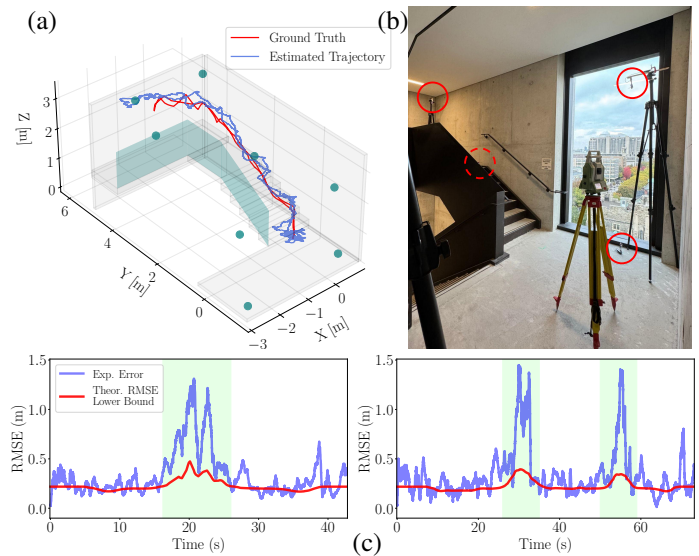 (a)
Ground Truth
Estimated Trajectory
Z [m]
3
2
1
0
6
4
2
0
Y [m]
X [m]
0
−1
−2
−3
(b)
RMSE (m)
1.5
1.0
0.5
0.0
Exp. Error
Theor. RMSE
Lower Bound
0
20
40
Time (s)
RMSE (m)
1.5
1.0
0.5
0.0
0
20
40
60
Time (s)
(c)